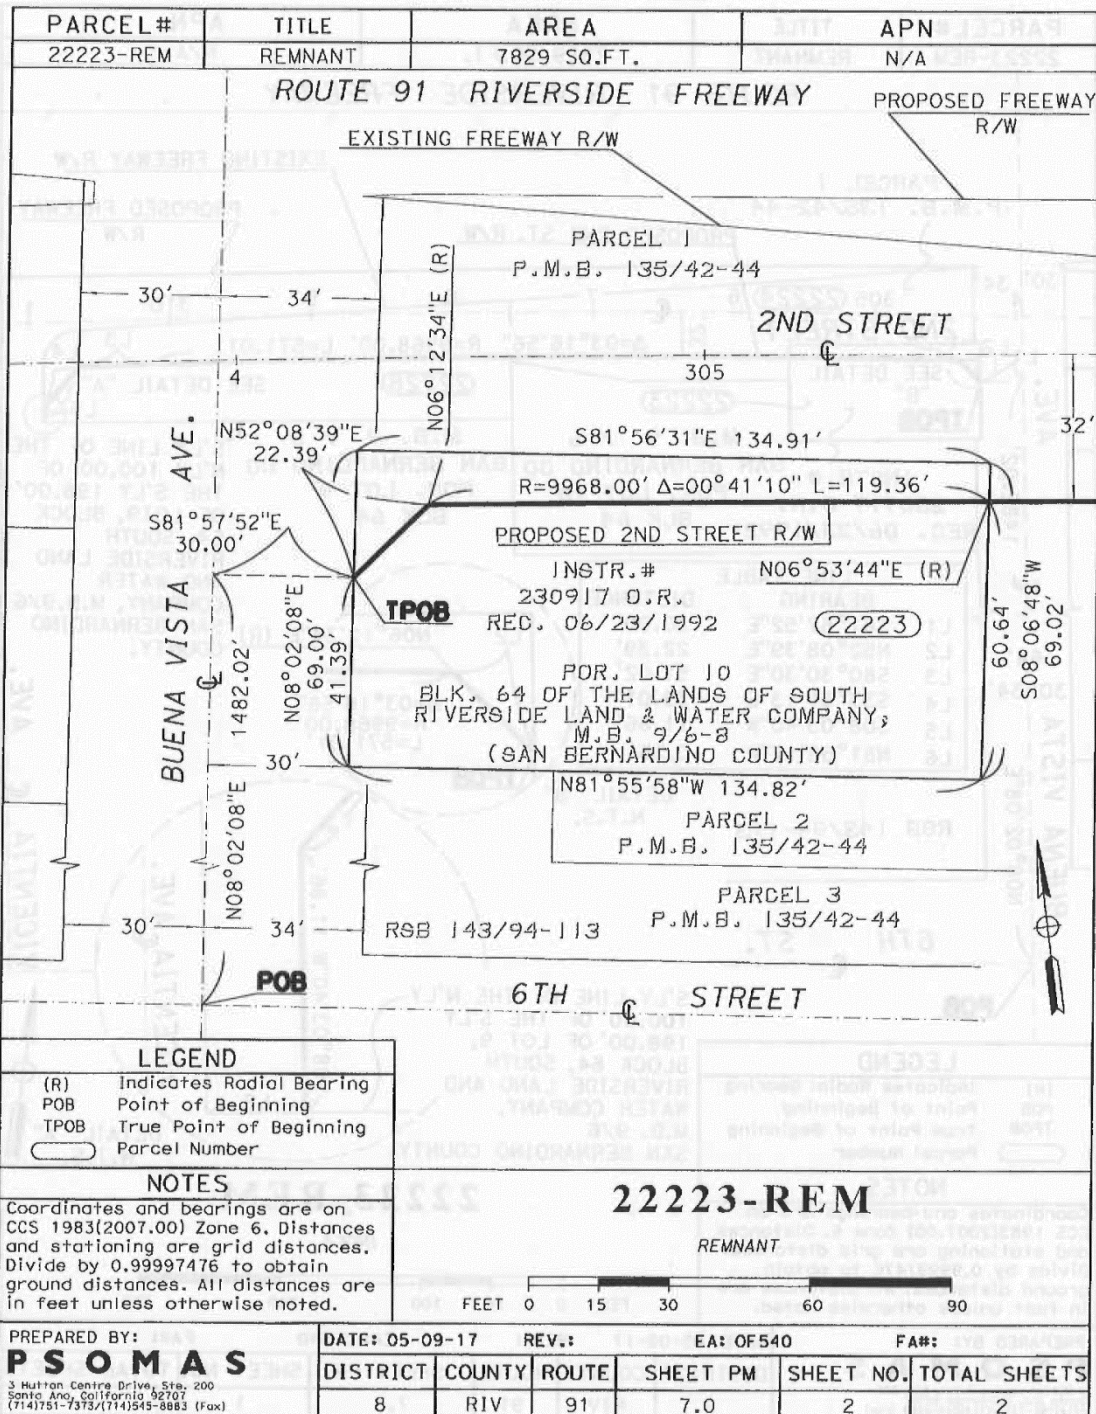 PARCEL# TITLE AREA APN
22223-REM REMNANT 7829 SQ.FT. N/A
ROUTE 91 RIVERSIDE FREEWAY
PROPOSED FREEWAY
R/W
EXISTING FREEWAY R/W
PARCEL 1
P.M.B. 135/42-44
30' 34'
N06°12'34"E (R)
2ND STREET
℄
4 305
32'
BUENA VISTA AVE.
℄
N52°08'39"E
22.39'
S81°56'31"E 134.91'
R=9968.00' Δ=00°41'10" L=119.36'
S81°57'52"E
30.00'
PROPOSED 2ND STREET R/W
INSTR.#
230917 O.R.
REC. 06/23/1992
N06°53'44"E (R)
22223
TPOB
1482.02'
N08°02'08"E
69.00'
41.39'
60.64'
S08°06'48"W
69.02'
POR. LOT 10
BLK. 64 OF THE LANDS OF SOUTH
RIVERSIDE LAND & WATER COMPANY,
M.B. 9/6-8
(SAN BERNARDINO COUNTY)
30'
N81°55'58"W 134.82'
N08°02'08"E
PARCEL 2
P.M.B. 135/42-44
PARCEL 3
P.M.B. 135/42-44
30' 34' RSB 143/94-113
POB
6TH ℄ STREET
LEGEND
(R) Indicates Radial Bearing
POB Point of Beginning
TPOB True Point of Beginning
Parcel Number
NOTES
Coordinates and bearings are on
CCS 1983(2007.00) Zone 6. Distances
and stationing are grid distances.
Divide by 0.99997476 to obtain
ground distances. All distances are
in feet unless otherwise noted.
22223-REM
REMNANT
FEET 0 15 30 60 90
PREPARED BY:
PSOMAS
3 Hutton Centre Drive, Ste. 200
Santa Ana, California 92707
(714)751-7373/(714)545-8883 (Fax)
DATE: 05-09-17 REV.: EA: 0F540 FA#:
DISTRICT COUNTY ROUTE SHEET PM SHEET NO. TOTAL SHEETS
8 RIV 91 7.0 2 2